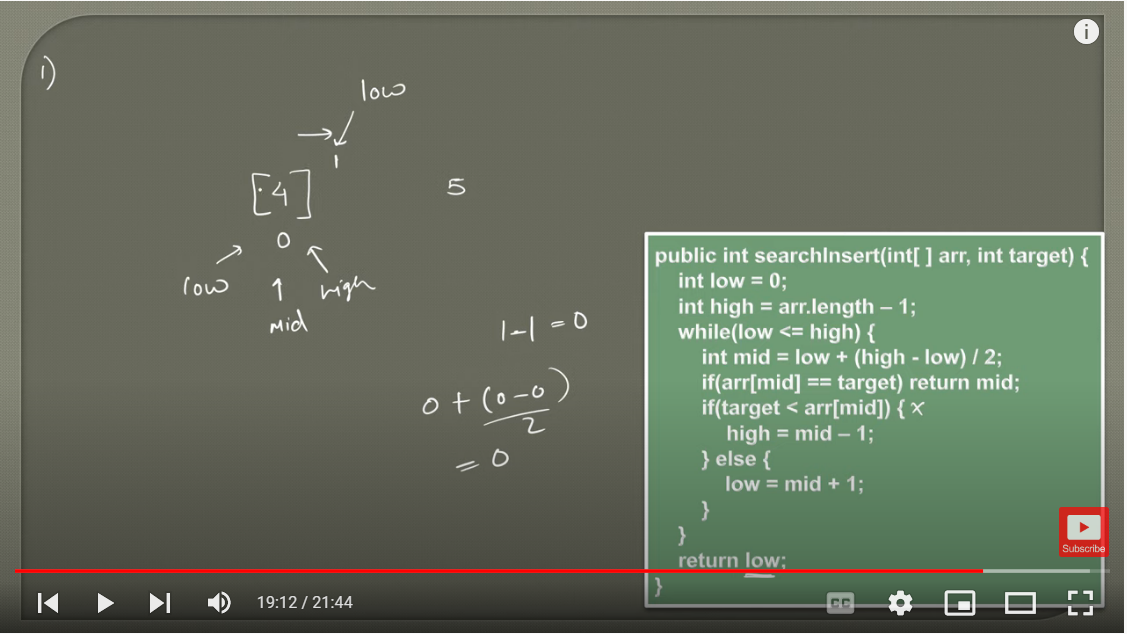 1)
low
1
[4]
5
0
low
high
mid
1-1 = 0
0 + (0-0)
2
= 0
public int searchInsert(int[ ] arr, int target) {
int low = 0;
int high = arr.length – 1;
while(low <= high) {
int mid = low + (high - low) / 2;
if(arr[mid] == target) return mid;
if(target < arr[mid]) { x
high = mid – 1;
} else {
low = mid + 1;
}
}
return low;
}
Subscribe
19:12 / 21:44
CC